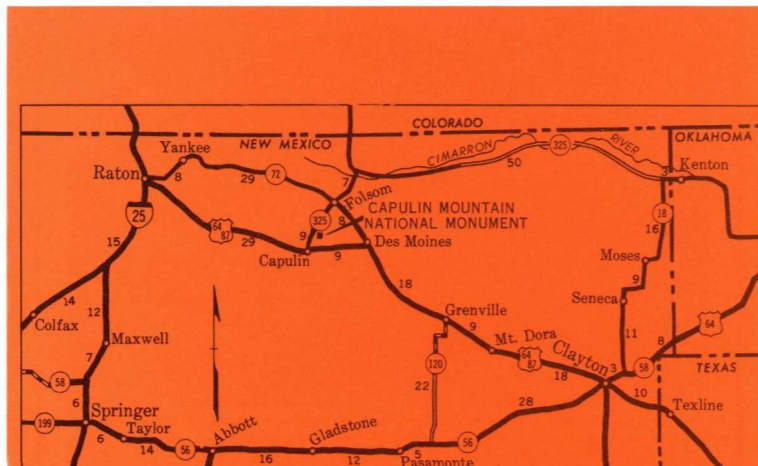 COLORADO
NEW MEXICO
OKLAHOMA
CIMARRON RIVER
50
325
3
Kenton
Yankee
Raton
8
29
72
7
Folsom
25
325
8
CAPULIN MOUNTAIN
NATIONAL MONUMENT
18
16
64
87
29
9
Des Moines
Capulin
9
15
Moses
14
12
18
9
Seneca
Colfax
Grenville
64
Maxwell
9
Mt. Dora
11
8
120
64
87
Clayton
3
58
TEXAS
7
58
22
18
6
10
Springer
28
Texline
199
6
Taylor
14
56
Abbott
Gladstone
16
12
5
56
Pasamonte